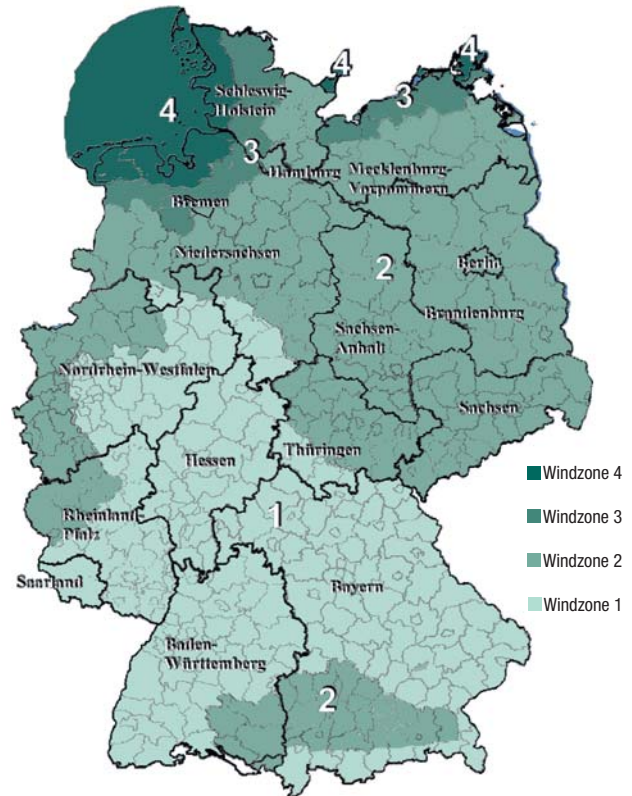 4
4
Schleswig-
Holstein
4
3
3
Hamburg
Mecklenburg-
Vorpommern
Bremen
Niedersachsen
2
Berlin
Brandenburg
Sachsen-
Anhalt
Nordrhein-Westfalen
Sachsen
Thüringen
Hessen
Windzone 4
1
Rheinland-
Pfalz
Windzone 3
Windzone 2
Saarland
Bayern
Windzone 1
Baden-
Württemberg
2